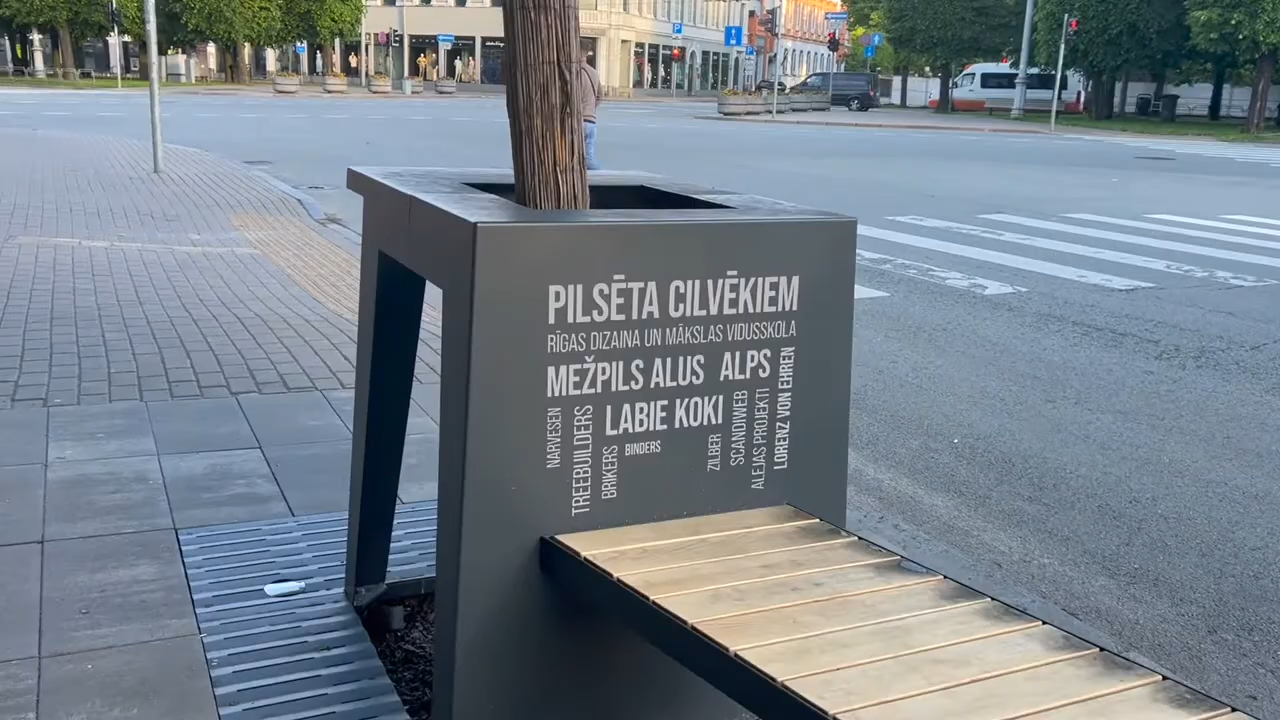 PILSĒTA CILVĒKIEM
RĪGAS DIZAINA UN MĀKSLAS VIDUSSKOLA
MEŽPILS ALUS ALPS
LABIE KOKI
NARVESEN
TREEBUILDERS
BRIKERS
BINDERS
ZILBER
SCANDIWEB
ALEJAS PROJEKTI
LORENZ VON EHREN
P